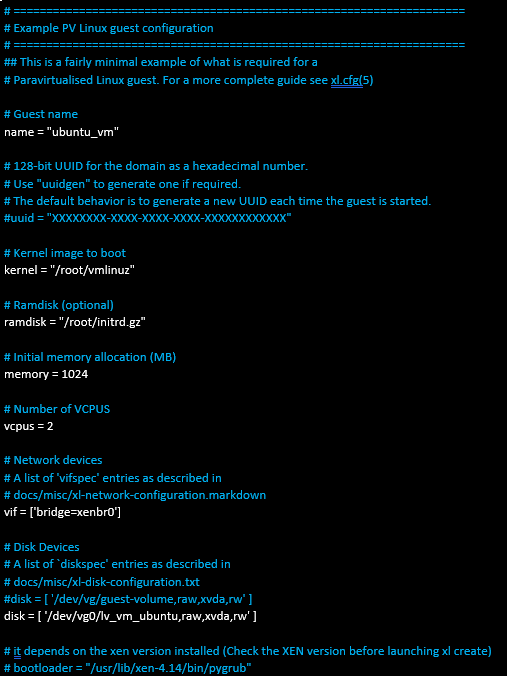 # =====================================================================
# Example PV Linux guest configuration
# =====================================================================
## This is a fairly minimal example of what is required for a
# Paravirtualised Linux guest. For a more complete guide see xl.cfg(5)
# Guest name
name = "ubuntu_vm"
# 128-bit UUID for the domain as a hexadecimal number.
# Use "uuidgen" to generate one if required.
# The default behavior is to generate a new UUID each time the guest is started.
#uuid = "XXXXXXXX-XXXX-XXXX-XXXX-XXXXXXXXXXXX"
# Kernel image to boot
kernel = "/root/vmlinuz"
# Ramdisk (optional)
ramdisk = "/root/initrd.gz"
# Initial memory allocation (MB)
memory = 1024
# Number of VCPUS
vcpus = 2
# Network devices
# A list of 'vifspec' entries as described in
# docs/misc/xl-network-configuration.markdown
vif = ['bridge=xenbr0']
# Disk Devices
# A list of `diskspec' entries as described in
# docs/misc/xl-disk-configuration.txt
#disk = [ '/dev/vg/guest-volume,raw,xvda,rw' ]
disk = [ '/dev/vg0/lv_vm_ubuntu,raw,xvda,rw' ]
# it depends on the xen version installed (Check the XEN version before launching xl create)
# bootloader = "/usr/lib/xen-4.14/bin/pygrub"